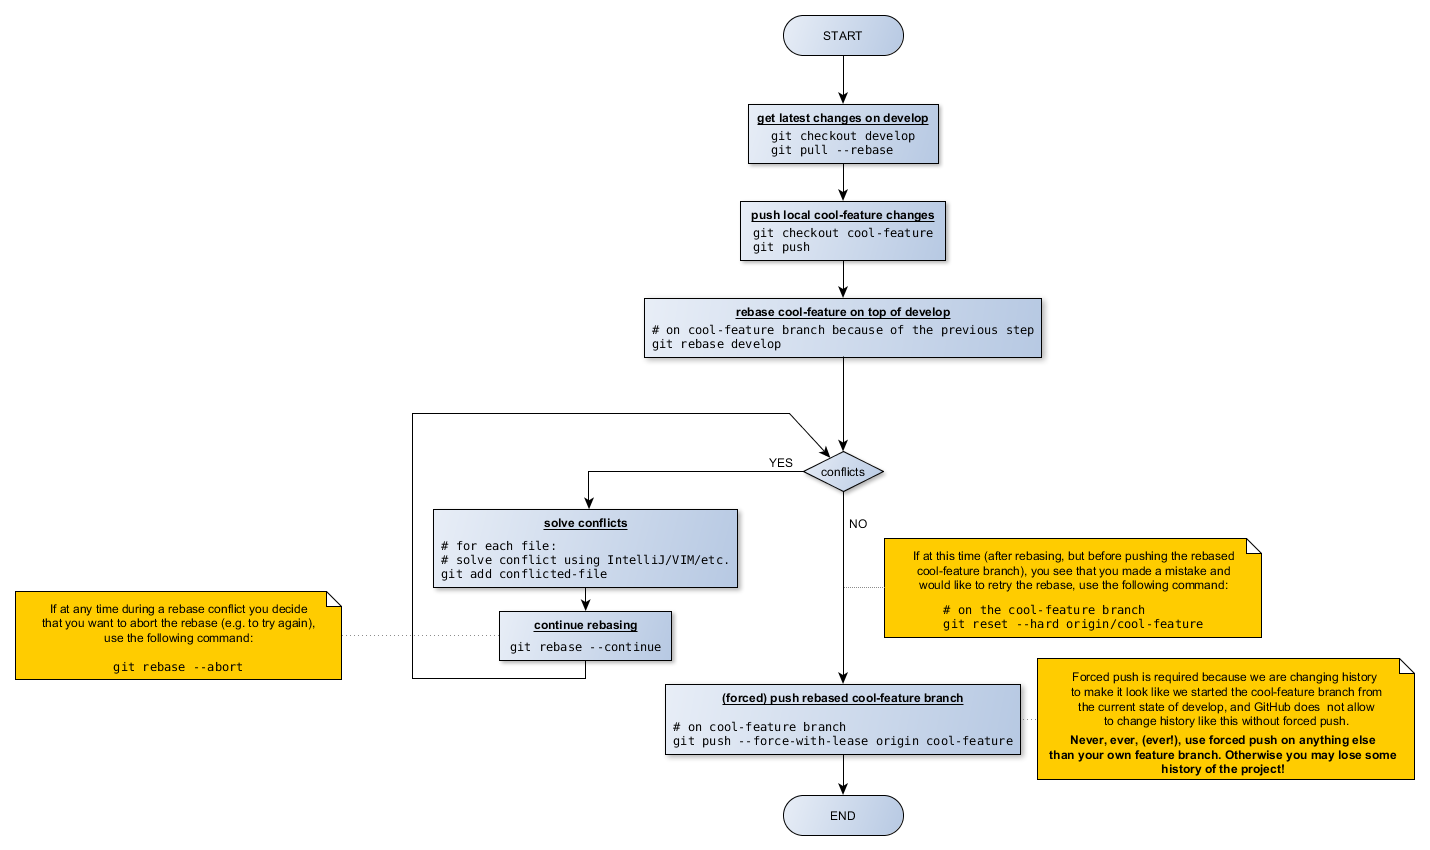 START
get latest changes on develop
git checkout develop
git pull --rebase
push local cool-feature changes
git checkout cool-feature
git push
rebase cool-feature on top of develop
# on cool-feature branch because of the previous step
git rebase develop
conflicts
YES
NO
solve conflicts
# for each file:
# solve conflict using IntelliJ/VIM/etc.
git add conflicted-file
If at this time (after rebasing, but before pushing the rebased
cool-feature branch), you see that you made a mistake and
would like to retry the rebase, use the following command:
# on the cool-feature branch
git reset --hard origin/cool-feature
If at any time during a rebase conflict you decide
that you want to abort the rebase (e.g. to try again),
use the following command:
git rebase --abort
continue rebasing
git rebase --continue
(forced) push rebased cool-feature branch
# on cool-feature branch
git push --force-with-lease origin cool-feature
Forced push is required because we are changing history
to make it look like we started the cool-feature branch from
the current state of develop, and GitHub does  not allow
to change history like this without forced push.
Never, ever, (ever!), use forced push on anything else
than your own feature branch. Otherwise you may lose some
history of the project!
END